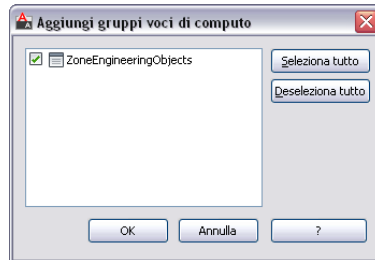 Aggiungi gruppi voci di computo
ZoneEngineeringObjects
Seleziona tutto
Deseleziona tutto
OK
Annulla
?